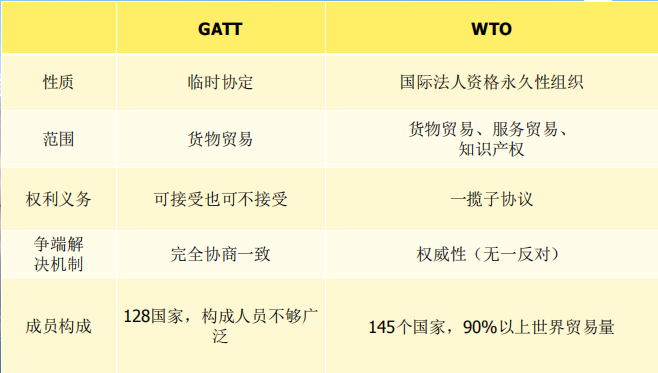 GATT WTO
性质 临时协定 国际法人资格永久性组织
范围 货物贸易 货物贸易、服务贸易、
知识产权
权利义务 可接受也可不接受 一揽子协议
争端解
决机制 完全协商一致 权威性（无一反对）
成员构成 128国家，构成人员不够广
泛 145个国家，90%以上世界贸易量